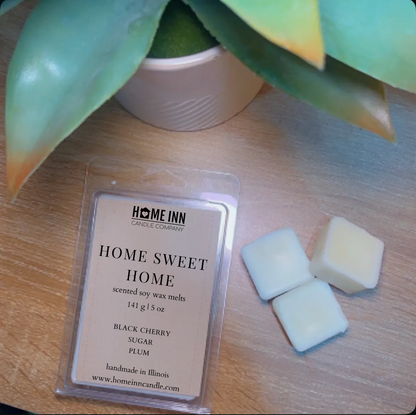 HOME INN
CANDLE COMPANY
HOME SWEET
HOME
scented soy wax melts
141 g | 5 oz
BLACK CHERRY
SUGAR
PLUM
handmade in Illinois
www.homeinncandle.com